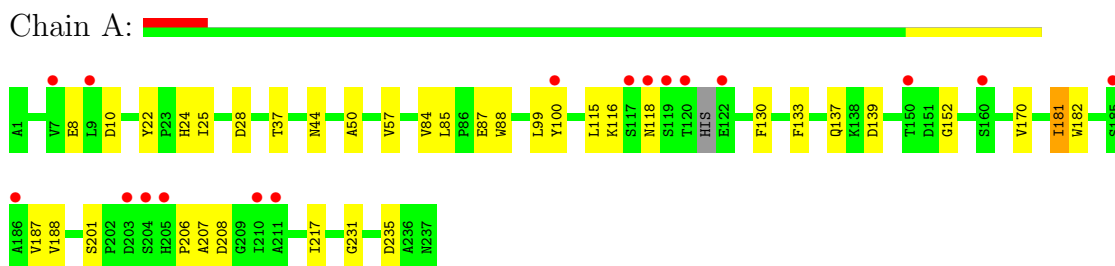 Chain A:
A1 V7 E8 L9 D10 Y22 P23 H24 I25 D28 T37 N44 A50 V57 V84 L85 P86 E87 W88 L99 Y100 L115 K116 S117 N118 S119 T120 HIS E122 F130 F133 Q137 K138 D139 T150 D151 G152 S160 V170 I181 W182 S185
A186 V187 V188 S201 P202 D203 S204 H205 P206 A207 D208 G209 I210 A211 I217 G231 D235 A236 N237